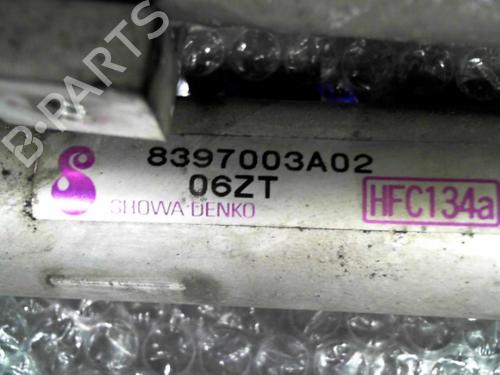 B-PARTS
8397003A02
06ZT
SHOWA DENKO
HFC134a